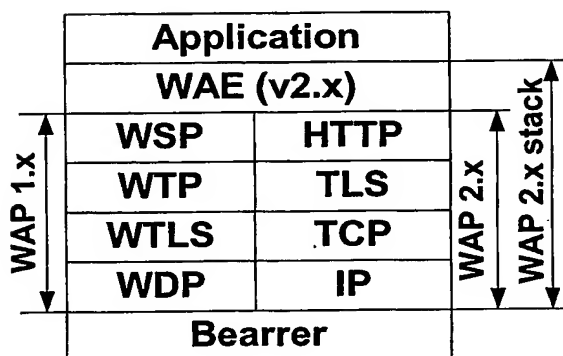 Application
WAE (v2.x)
WSP HTTP
WTP TLS
WTLS TCP
WDP IP
Bearrer
WAP 1.x
WAP 2.x
WAP 2.x stack